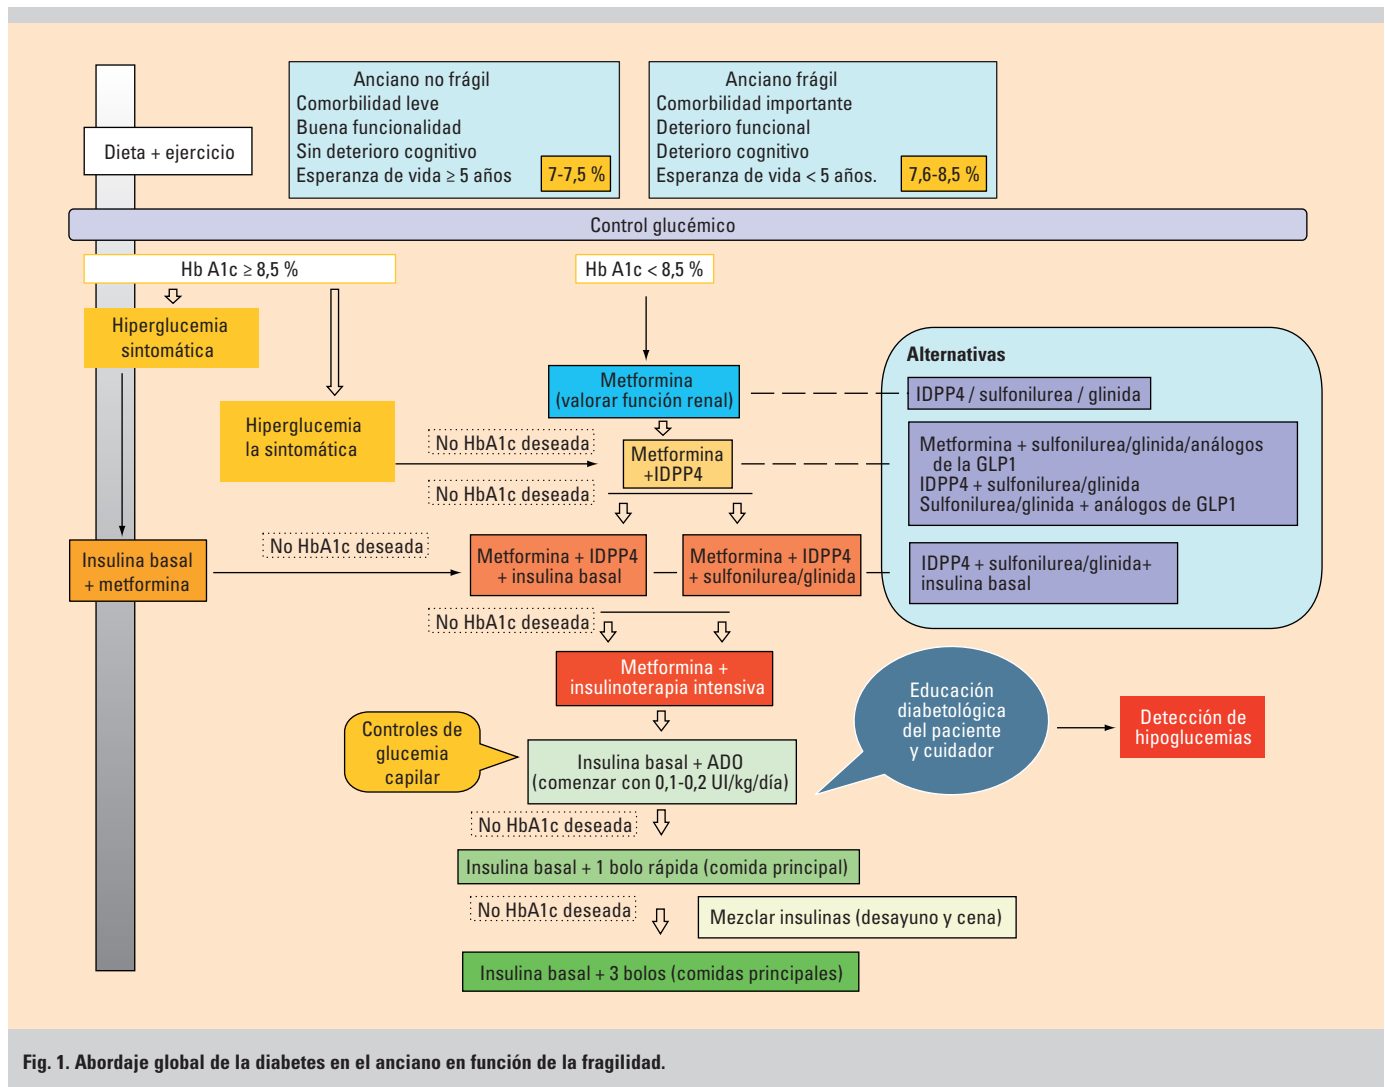 Dieta + ejercicio
Anciano no frágil
Comorbilidad leve
Buena funcionalidad
Sin deterioro cognitivo
Esperanza de vida ≥ 5 años
7-7,5 %
Anciano frágil
Comorbilidad importante
Deterioro funcional
Deterioro cognitivo
Esperanza de vida < 5 años.
7,6-8,5 %
Control glucémico
Hb A1c ≥ 8,5 %
Hb A1c < 8,5 %
Hiperglucemia
sintomática
Hiperglucemia
la sintomática
Metformina
(valorar función renal)
No HbA1c deseada
Metformina
+IDPP4
No HbA1c deseada
Alternativas
IDPP4 / sulfonilurea / glinida
Metformina + sulfonilurea/glinida/análogos
de la GLP1
IDPP4 + sulfonilurea/glinida
Sulfonilurea/glinida + análogos de GLP1
IDPP4 + sulfonilurea/glinida+
insulina basal
Insulina basal
+ metformina
No HbA1c deseada
Metformina + IDPP4
+ insulina basal
Metformina + IDPP4
+ sulfonilurea/glinida
No HbA1c deseada
Metformina +
insulinoterapia intensiva
Controles de
glucemia
capilar
Insulina basal + ADO
(comenzar con 0,1-0,2 UI/kg/día)
Educación
diabetológica
del paciente
y cuidador
Detección de
hipoglucemias
No HbA1c deseada
Insulina basal + 1 bolo rápida (comida principal)
No HbA1c deseada
Mezclar insulinas (desayuno y cena)
Insulina basal + 3 bolos (comidas principales)
Fig. 1. Abordaje global de la diabetes en el anciano en función de la fragilidad.